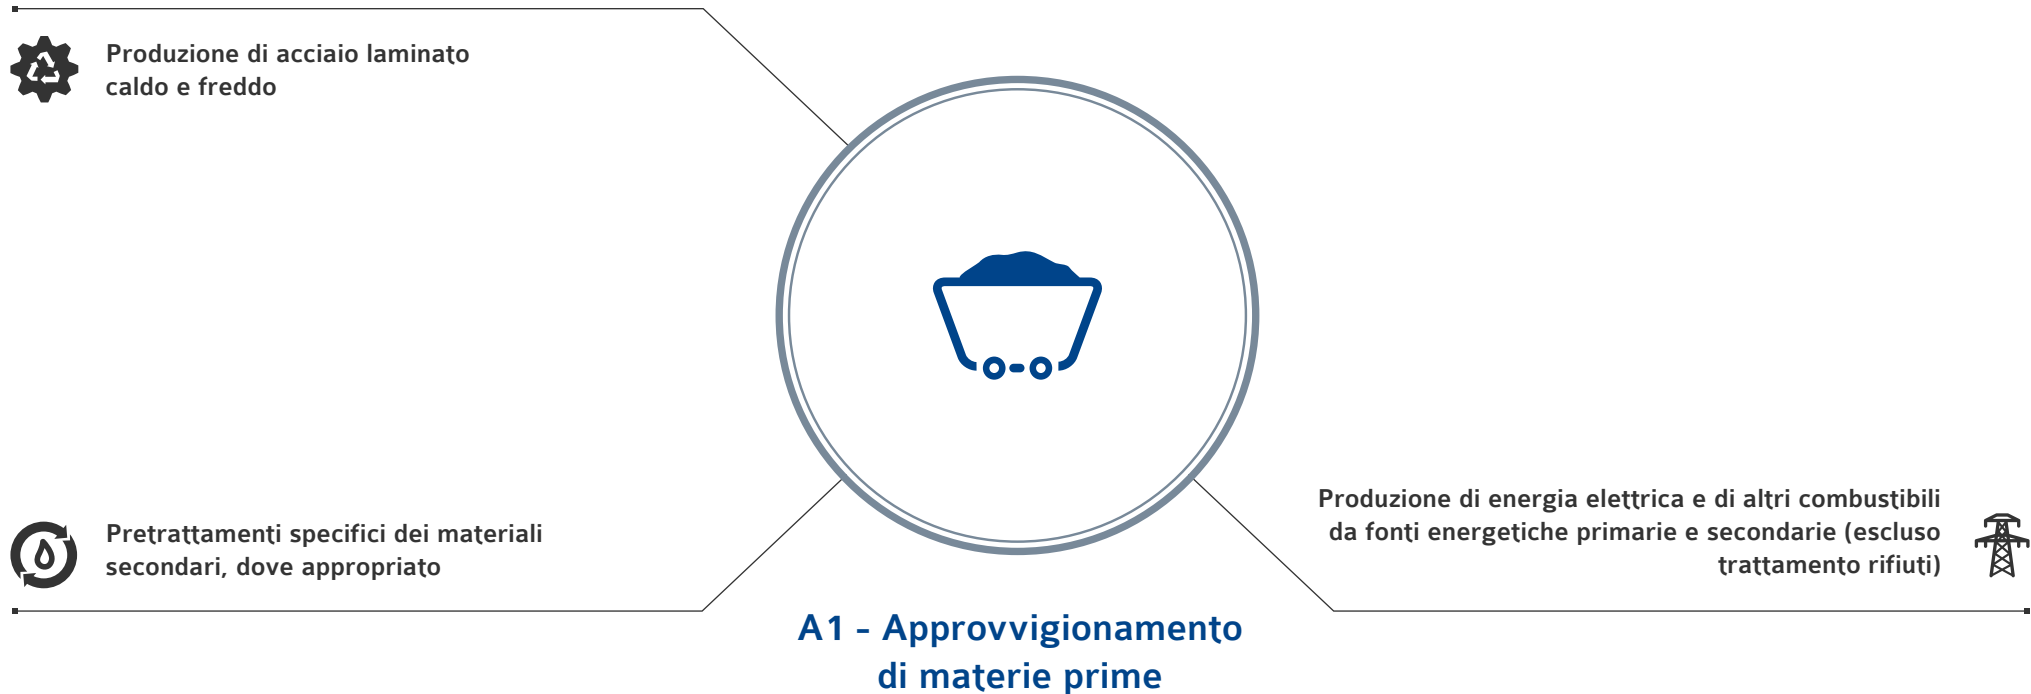 Produzione di acciaio laminato
caldo e freddo
Pretrattamenti specifici dei materiali
secondari, dove appropriato
Produzione di energia elettrica e di altri combustibili
da fonti energetiche primarie e secondarie (escluso
trattamento rifiuti)
A1 - Approvvigionamento
di materie prime